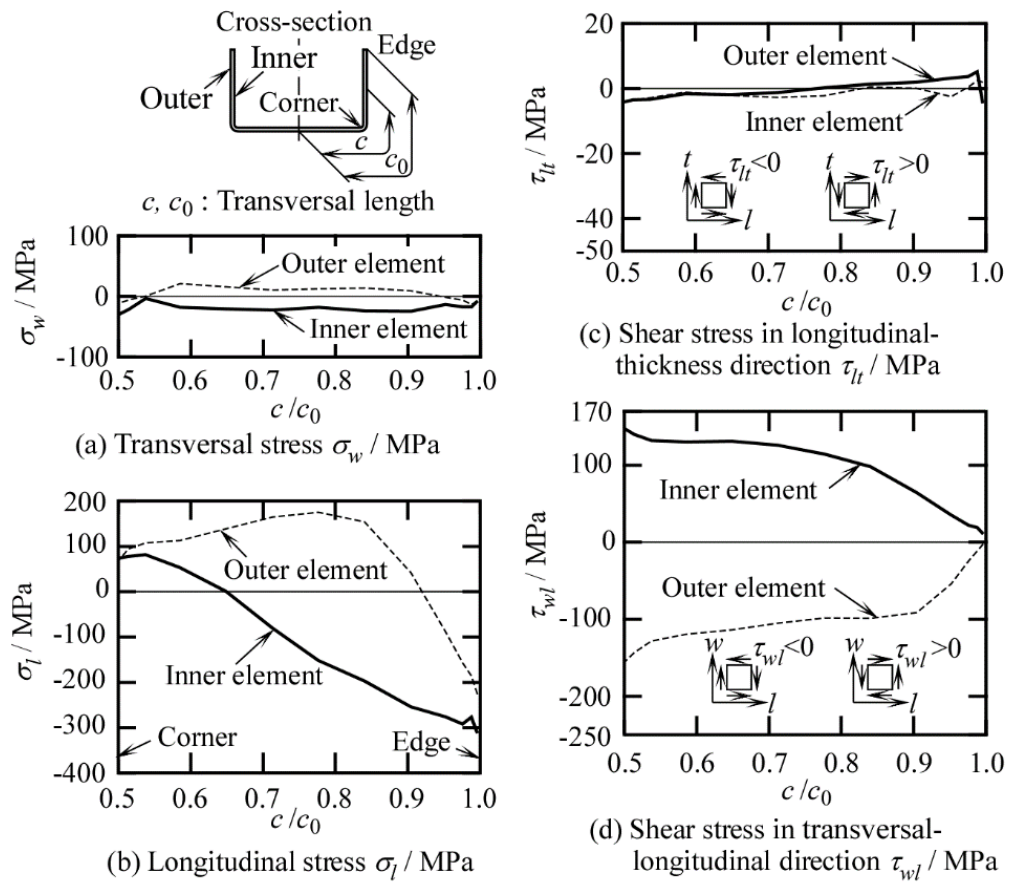 Cross-section
Edge
Inner
Outer
Corner
c
c₀
c, c₀ : Transversal length
σw / MPa
100
0
-100
Outer element
Inner element
0.5 0.6 0.7 0.8 0.9 1.0
c/c₀
(a) Transversal stress σw / MPa
σl / MPa
200
100
0
-100
-200
-300
-400
Outer element
Inner element
Corner
Edge
0.5 0.6 0.7 0.8 0.9 1.0
c/c₀
(b) Longitudinal stress σl / MPa
τlt / MPa
20
0
-20
-40
-50
Outer element
Inner element
t
τlt<0
l
t
τlt>0
l
0.5 0.6 0.7 0.8 0.9 1.0
c/c₀
(c) Shear stress in longitudinal-
thickness direction τlt / MPa
τwl / MPa
170
100
0
-100
-200
-250
Inner element
Outer element
w
τwl<0
l
w
τwl>0
l
0.5 0.6 0.7 0.8 0.9 1.0
c/c₀
(d) Shear stress in transversal-
longitudinal direction τwl / MPa